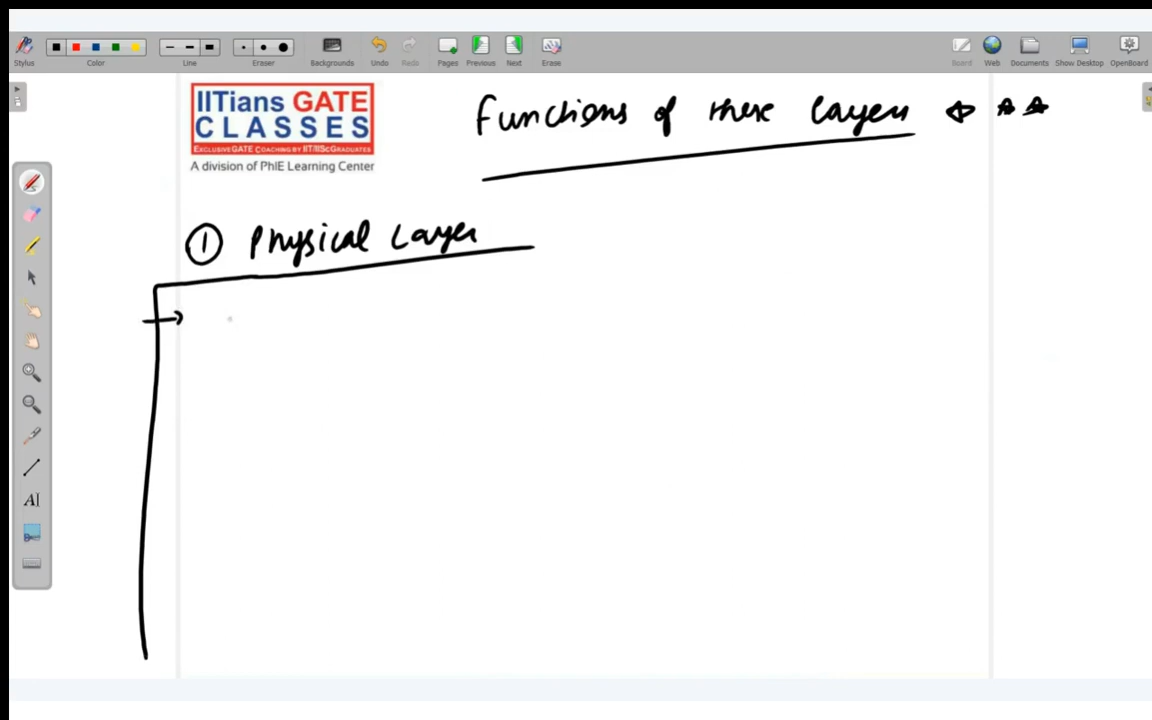 Stylus Color Line Eraser Backgrounds Undo Redo Pages Previous Next Erase Board Web Documents Show Desktop OpenBoard
IITians GATE
CLASSES
EXCLUSIVE GATE COACHING BY IIT/IISc GRADUATES
A division of PhIE Learning Center
Functions of these Layers
① Physical Layer
AI